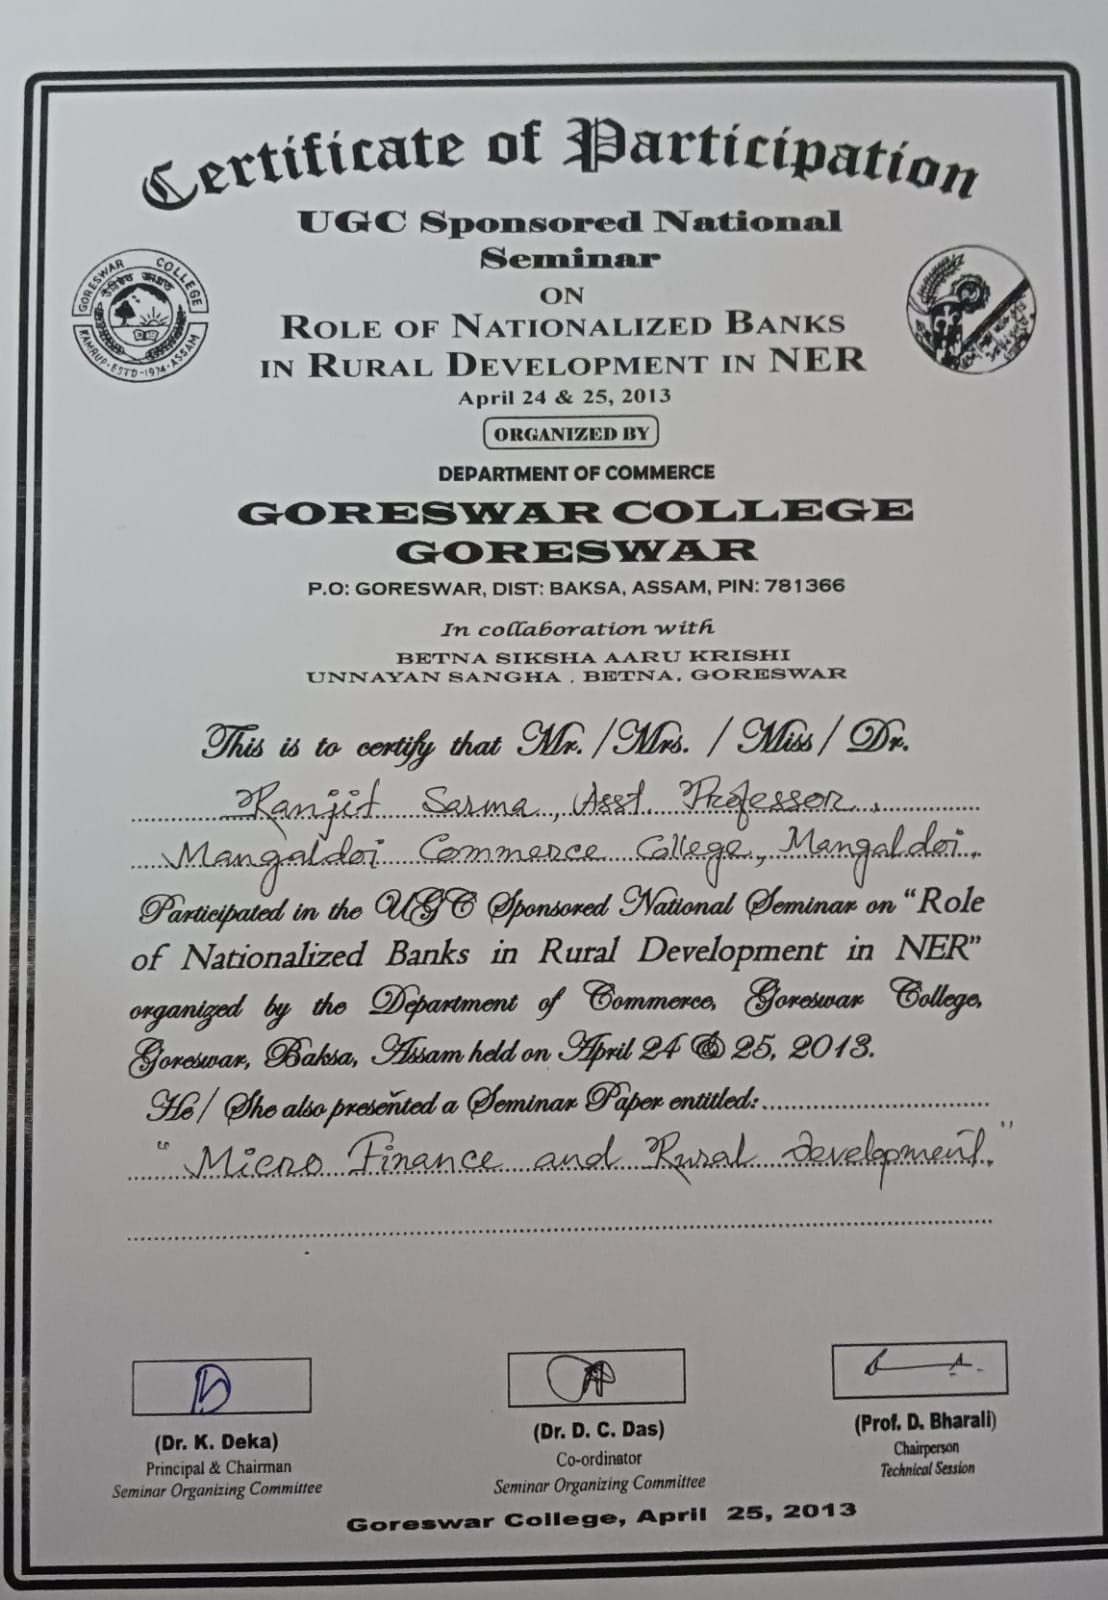 Certificate of Participation
UGC Sponsored National
Seminar
ON
ROLE OF NATIONALIZED BANKS
IN RURAL DEVELOPMENT IN NER
GORESWAR COLLEGE
KAMRUP·ESTD-1974·ASSAM
April 24 & 25, 2013
ORGANIZED BY
DEPARTMENT OF COMMERCE
GORESWAR COLLEGE
GORESWAR
P.O: GORESWAR, DIST: BAKSA, ASSAM, PIN: 781366
In collaboration with
BETNA SIKSHA AARU KRISHI
UNNAYAN SANGHA . BETNA. GORESWAR
This is to certify that Mr. /Mrs. / Miss/ Dr.
Ranjit Sarma, Asst. Professor,
Mangaldoi Commerce College, Mangaldoi.
Participated in the UGC Sponsored National Seminar on “Role
of Nationalized Banks in Rural Development in NER”
organized by the Department of Commerce, Goreswar College,
Goreswar, Baksa, Assam held on April 24 & 25, 2013.
He/ She also presented a Seminar Paper entitled:
“Micro Finance and Rural Development.”
(Dr. K. Deka)
Principal & Chairman
Seminar Organizing Committee
(Dr. D. C. Das)
Co-ordinator
Seminar Organizing Committee
(Prof. D. Bharali)
Chairperson
Technical Session
Goreswar College, April 25, 2013